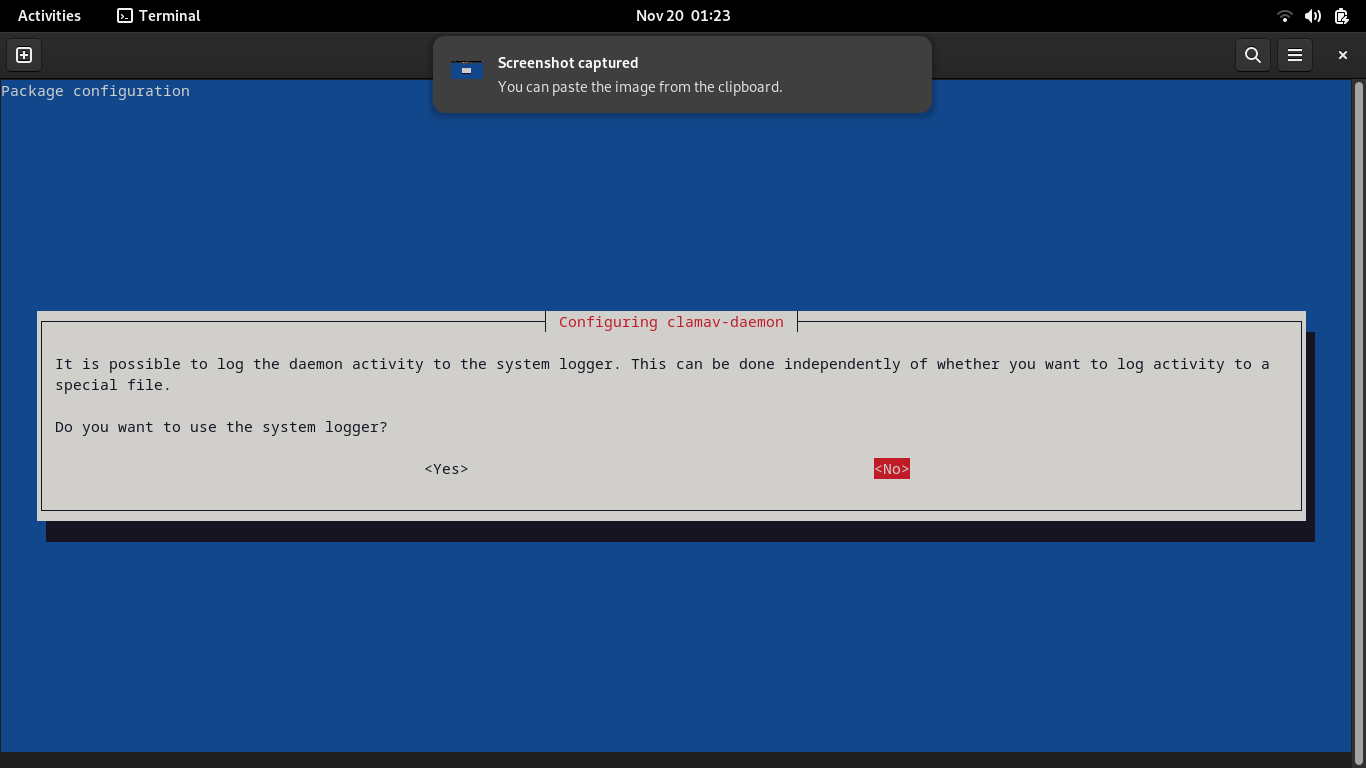 Activities
Terminal
Nov 20 01:23
Screenshot captured
You can paste the image from the clipboard.
Package configuration
Configuring clamav-daemon
It is possible to log the daemon activity to the system logger. This can be done independently of whether you want to log activity to a
special file.
Do you want to use the system logger?
<Yes>
<No>